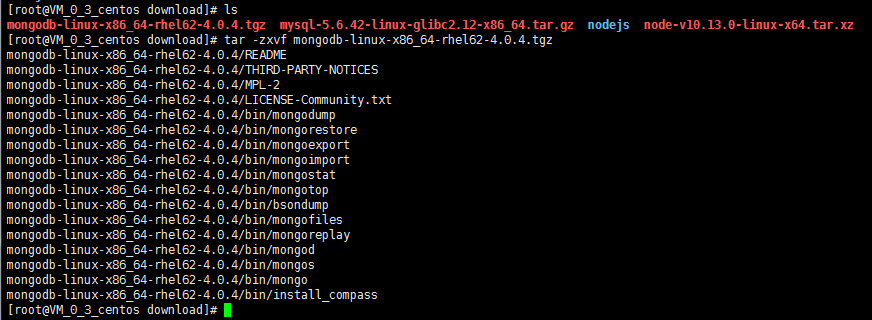 [root@VM_0_3_centos download]# ls
mongodb-linux-x86_64-rhel62-4.0.4.tgz  mysql-5.6.42-linux-glibc2.12-x86_64.tar.gz  nodejs  node-v10.13.0-linux-x64.tar.xz
[root@VM_0_3_centos download]# tar -zxvf mongodb-linux-x86_64-rhel62-4.0.4.tgz
mongodb-linux-x86_64-rhel62-4.0.4/README
mongodb-linux-x86_64-rhel62-4.0.4/THIRD-PARTY-NOTICES
mongodb-linux-x86_64-rhel62-4.0.4/MPL-2
mongodb-linux-x86_64-rhel62-4.0.4/LICENSE-Community.txt
mongodb-linux-x86_64-rhel62-4.0.4/bin/mongodump
mongodb-linux-x86_64-rhel62-4.0.4/bin/mongorestore
mongodb-linux-x86_64-rhel62-4.0.4/bin/mongoexport
mongodb-linux-x86_64-rhel62-4.0.4/bin/mongoimport
mongodb-linux-x86_64-rhel62-4.0.4/bin/mongostat
mongodb-linux-x86_64-rhel62-4.0.4/bin/mongotop
mongodb-linux-x86_64-rhel62-4.0.4/bin/bsondump
mongodb-linux-x86_64-rhel62-4.0.4/bin/mongofiles
mongodb-linux-x86_64-rhel62-4.0.4/bin/mongoreplay
mongodb-linux-x86_64-rhel62-4.0.4/bin/mongod
mongodb-linux-x86_64-rhel62-4.0.4/bin/mongos
mongodb-linux-x86_64-rhel62-4.0.4/bin/mongo
mongodb-linux-x86_64-rhel62-4.0.4/bin/install_compass
[root@VM_0_3_centos download]#